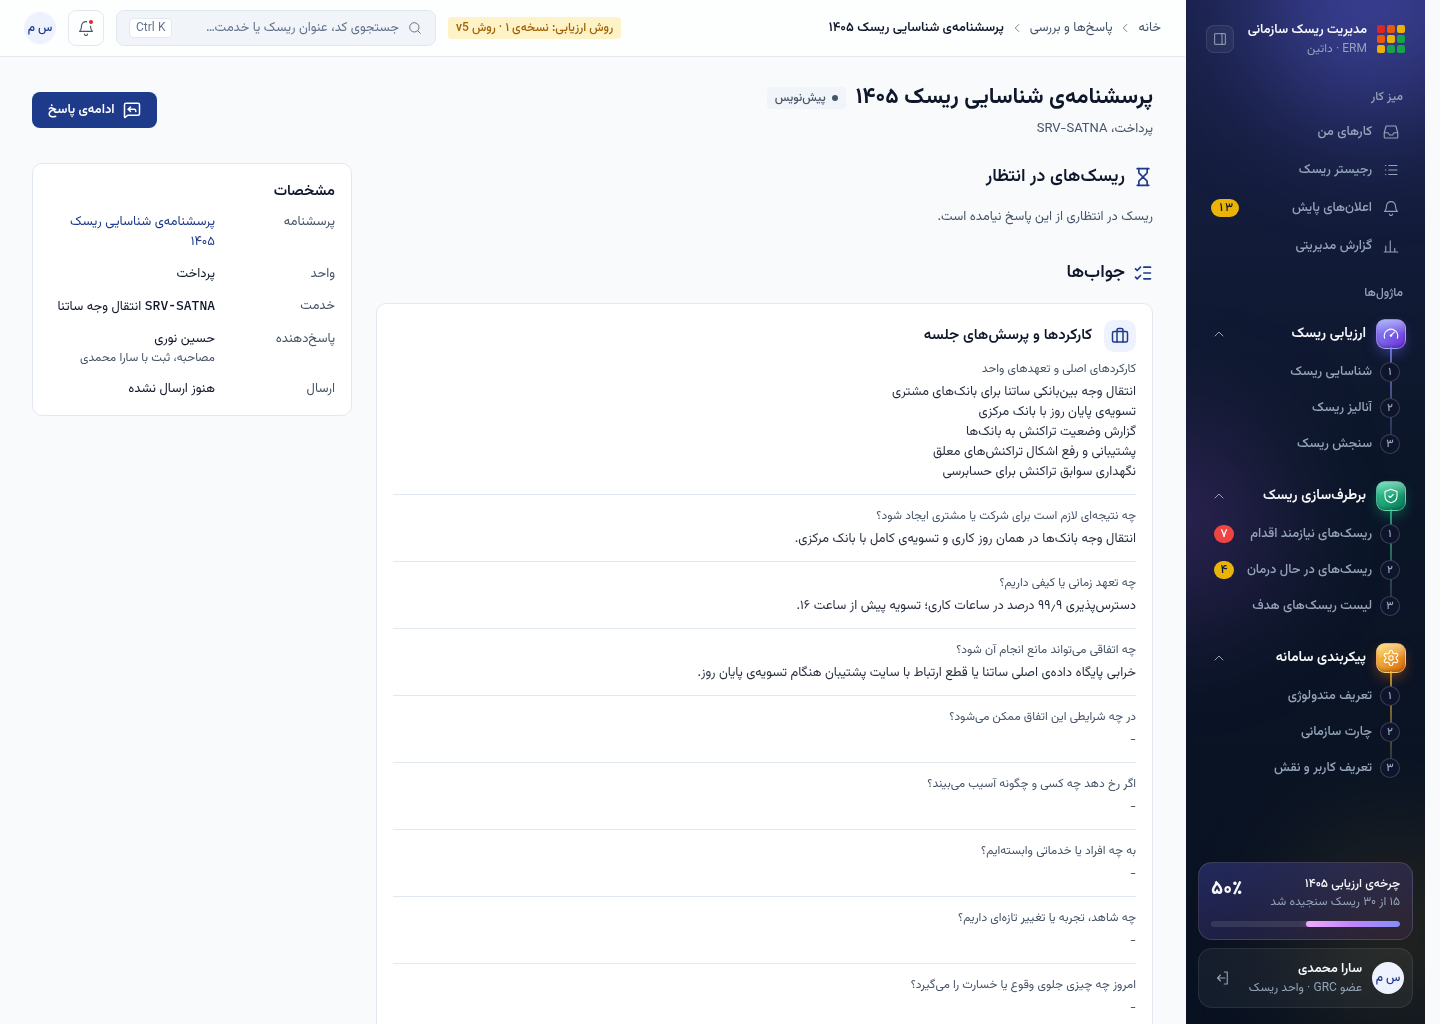 مدیریت ریسک سازمانی
ERM · داتین
میز کار
کارهای من
رجیستر ریسک
اعلان‌های پایش
۱۳
گزارش مدیریتی
ماژول‌ها
ارزیابی ریسک
۱ شناسایی ریسک
۲ آنالیز ریسک
۳ سنجش ریسک
برطرف‌سازی ریسک
۱ ریسک‌های نیازمند اقدام ۷
۲ ریسک‌های در حال درمان ۴
۳ لیست ریسک‌های هدف
پیکربندی سامانه
۱ تعریف متدولوژی
۲ چارت سازمانی
۳ تعریف کاربر و نقش
چرخه‌ی ارزیابی ۱۴۰۵
۵۰٪
۱۵ از ۳۰ ریسک سنجیده شد
س م
سارا محمدی
عضو GRC · واحد ریسک
خانه
پاسخ‌ها و بررسی
پرسشنامه‌ی شناسایی ریسک ۱۴۰۵
روش ارزیابی: نسخه‌ی ۱ · روش v5
جستجوی کد، عنوان ریسک یا خدمت…
Ctrl K
س م
پرسشنامه‌ی شناسایی ریسک ۱۴۰۵
پیش‌نویس
پرداخت، SRV-SATNA
ادامه‌ی پاسخ
ریسک‌های در انتظار
ریسک در انتظاری از این پاسخ نیامده است.
جواب‌ها
کارکردها و پرسش‌های جلسه
کارکردهای اصلی و تعهدهای واحد
انتقال وجه بین‌بانکی ساتنا برای بانک‌های مشتری
تسویه‌ی پایان روز با بانک مرکزی
گزارش وضعیت تراکنش به بانک‌ها
پشتیبانی و رفع اشکال تراکنش‌های معلق
نگهداری سوابق تراکنش برای حسابرسی
چه نتیجه‌ای لازم است برای شرکت یا مشتری ایجاد شود؟
انتقال وجه بانک‌ها در همان روز کاری و تسویه‌ی کامل با بانک مرکزی.
چه تعهد زمانی یا کیفی داریم؟
دسترس‌پذیری ۹۹٫۹ درصد در ساعات کاری؛ تسویه پیش از ساعت ۱۶.
چه اتفاقی می‌تواند مانع انجام آن شود؟
خرابی پایگاه داده‌ی اصلی ساتنا یا قطع ارتباط با سایت پشتیبان هنگام تسویه‌ی پایان روز.
در چه شرایطی این اتفاق ممکن می‌شود؟
-
اگر رخ دهد چه کسی و چگونه آسیب می‌بیند؟
-
به چه افراد یا خدماتی وابسته‌ایم؟
-
چه شاهد، تجربه یا تغییر تازه‌ای داریم؟
-
امروز چه چیزی جلوی وقوع یا خسارت را می‌گیرد؟
-
مشخصات
پرسشنامه
پرسشنامه‌ی شناسایی ریسک
۱۴۰۵
واحد
پرداخت
خدمت
SRV-SATNA انتقال وجه ساتنا
پاسخ‌دهنده
حسین نوری
مصاحبه، ثبت با سارا محمدی
ارسال
هنوز ارسال نشده